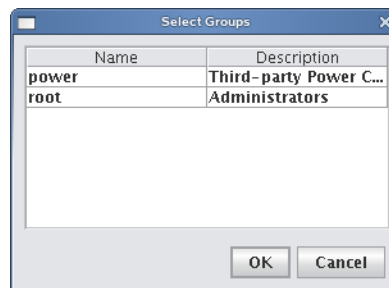 Select Groups
Name Description
power Third-party Power C...
root Administrators
OK Cancel